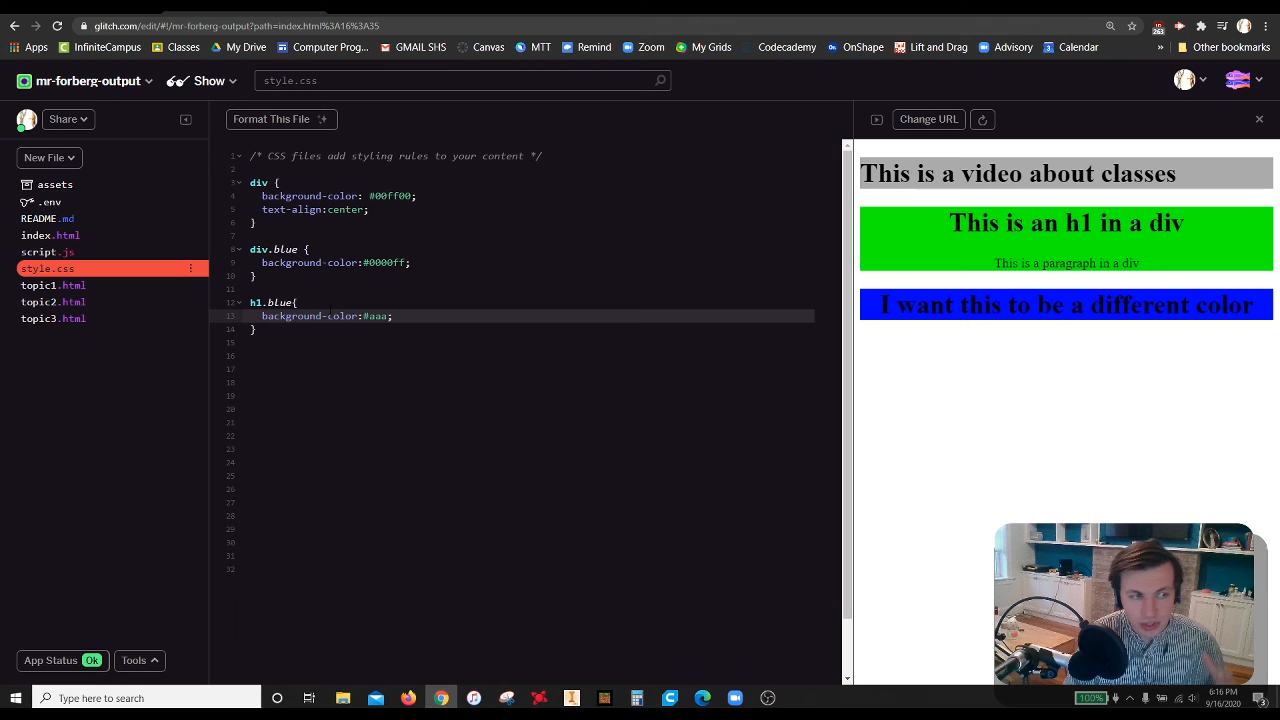 glitch.com/edit/#!/mr-forberg-output?path=index.html%3A16%3A35
263
Apps InfiniteCampus Classes My Drive Computer Prog... GMAIL SHS Canvas MTT Remind Zoom My Grids Codecademy OnShape Lift and Drag Advisory Calendar » Other bookmarks
mr-forberg-output Show style.css
Share Format This File Change URL
New File
assets
.env
README.md
index.html
script.js
style.css
topic1.html
topic2.html
topic3.html
1 /* CSS files add styling rules to your content */
2
3 div {
4 background-color: #00ff00;
5 text-align:center;
6 }
7
8 div.blue {
9 background-color:#0000ff;
10 }
11
12 h1.blue{
13 background-color:#aaa;
14 }
15
16
17
18
19
20
21
22
23
24
25
26
27
28
29
30
31
32
This is a video about classes
This is an h1 in a div
This is a paragraph in a div
I want this to be a different color
App Status Ok Tools
Type here to search
100%
6:16 PM
9/16/2020
3